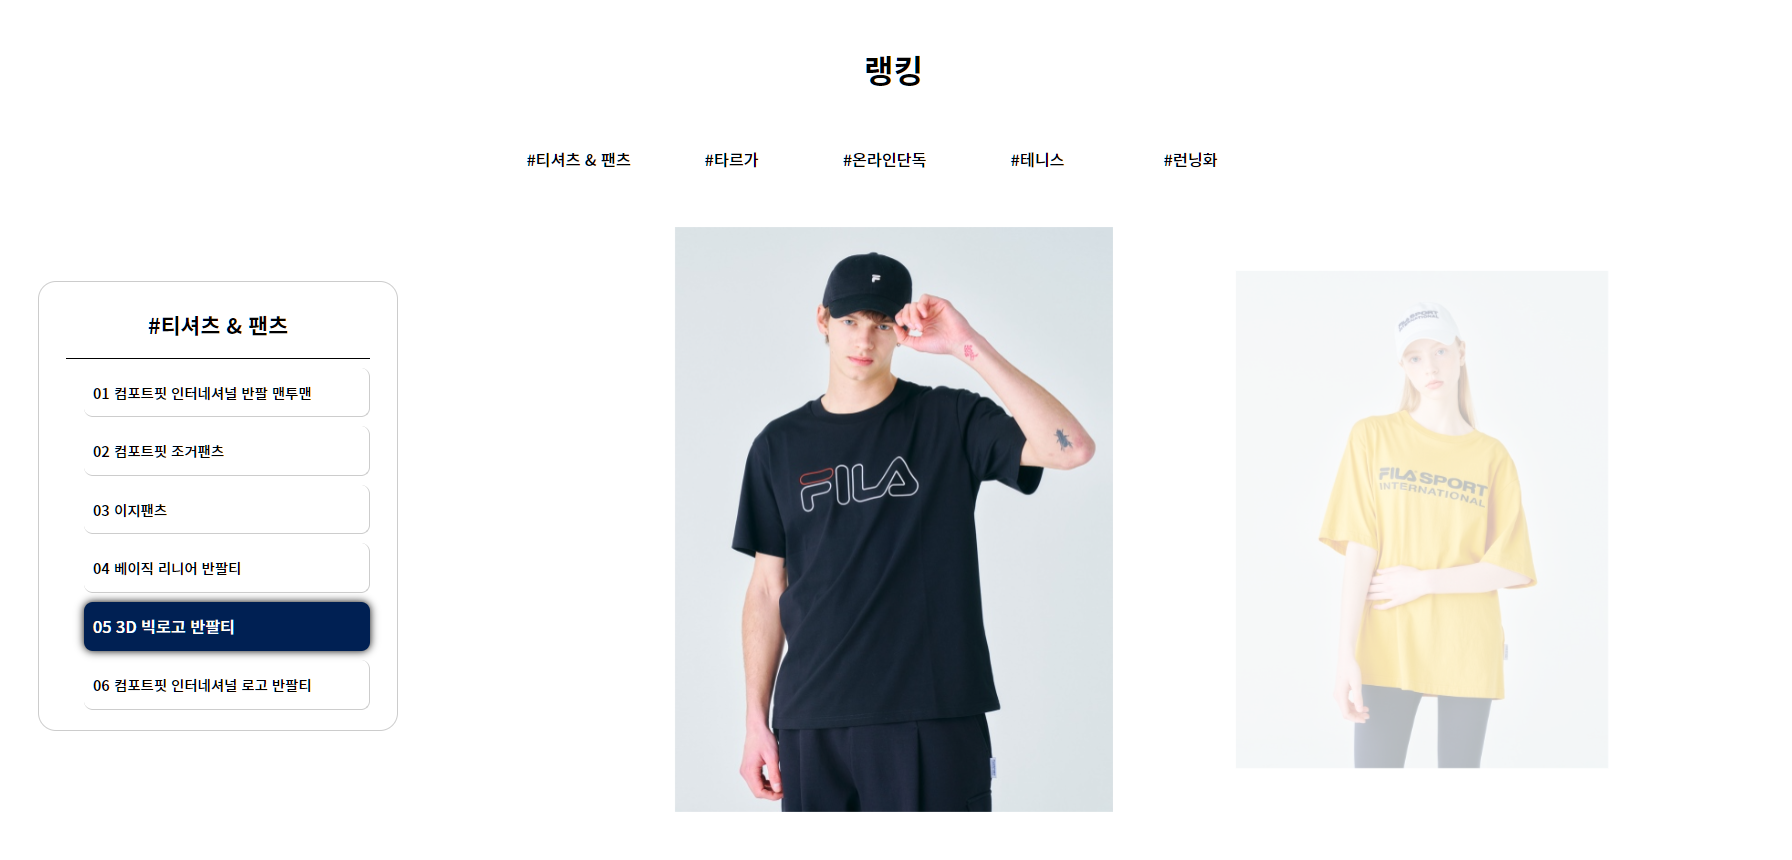 랭킹
#티셔츠 & 팬츠
#타르가
#온라인단독
#테니스
#런닝화
#티셔츠 & 팬츠
01 컴포트핏 인터네셔널 반팔 맨투맨
02 컴포트핏 조거팬츠
03 이지팬츠
04 베이직 리니어 반팔티
05 3D 빅로고 반팔티
06 컴포트핏 인터네셔널 로고 반팔티
F
FILA
FILA SPORT
INTERNATIONAL
FILA SPORT
INTERNATIONAL